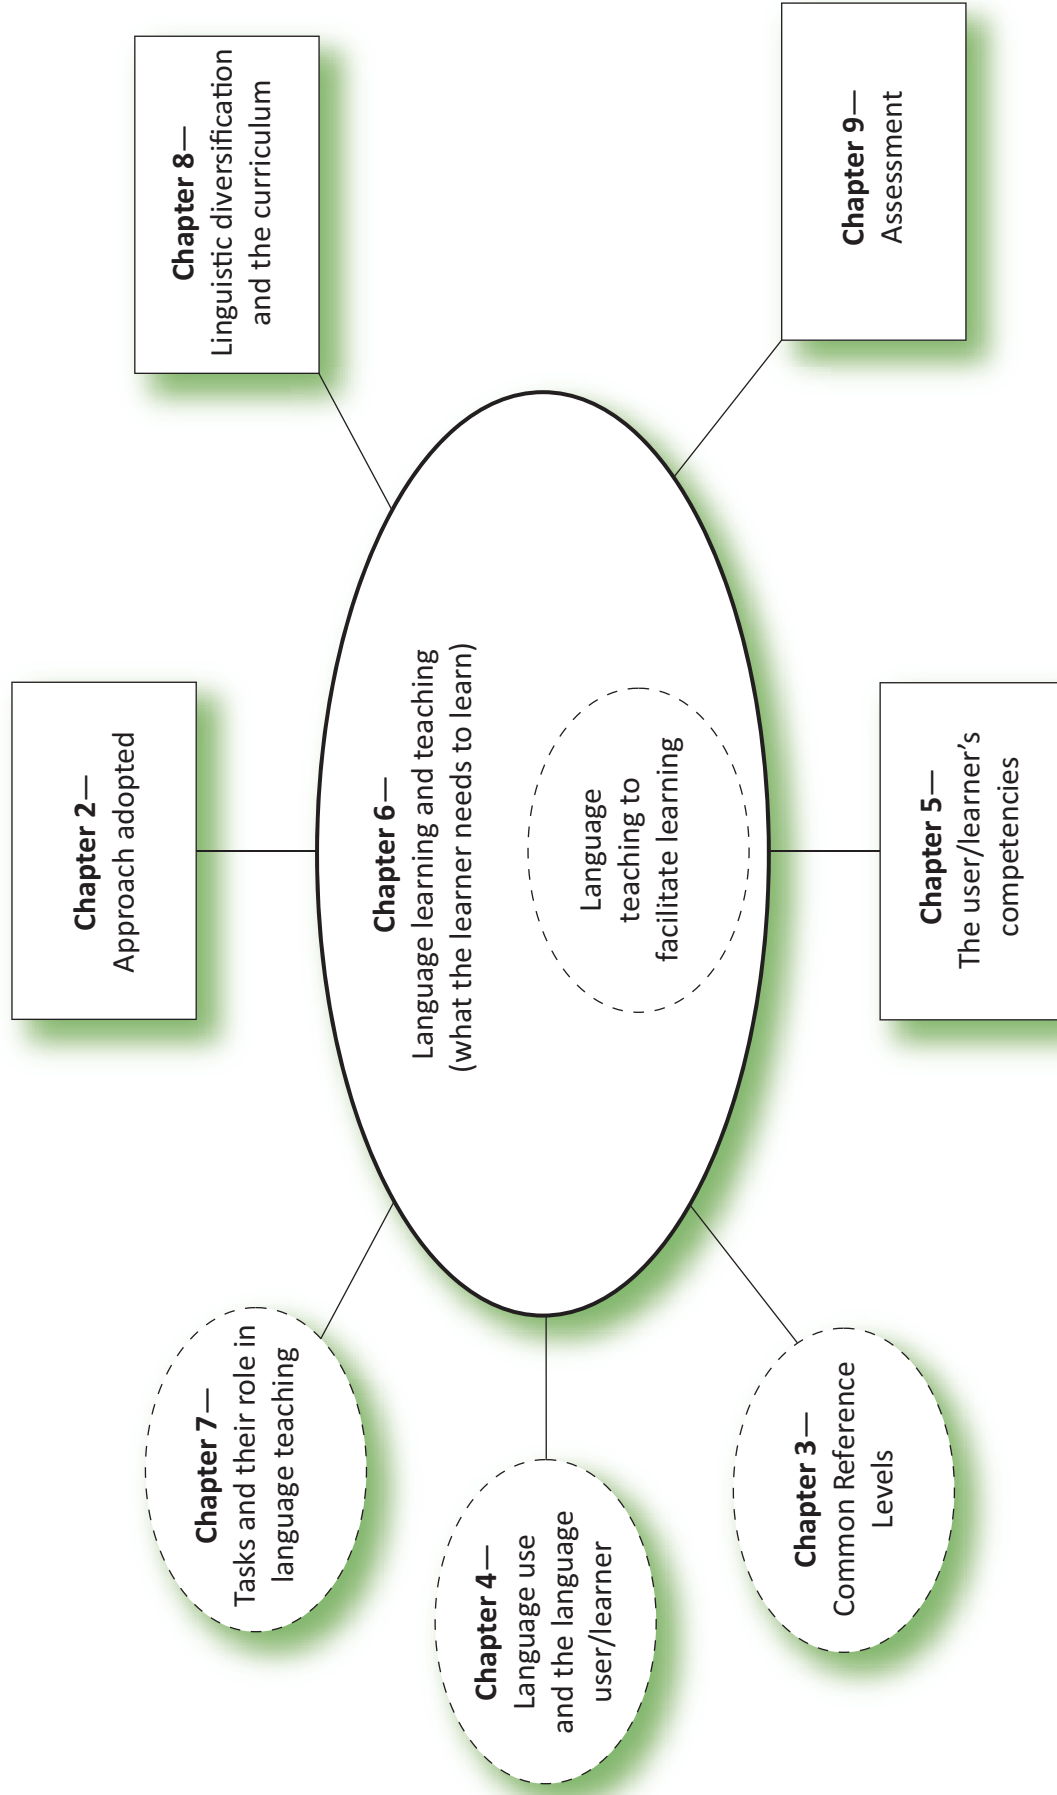 Chapter 2—
Approach adopted
Chapter 7—
Tasks and their role in
language teaching
Chapter 8—
Linguistic diversification
and the curriculum
Chapter 4—
Language use
and the language
user/learner
Chapter 6—
Language learning and teaching
(what the learner needs to learn)
Language
teaching to
facilitate learning
Chapter 3—
Common Reference
Levels
Chapter 9—
Assessment
Chapter 5—
The user/learner’s
competencies